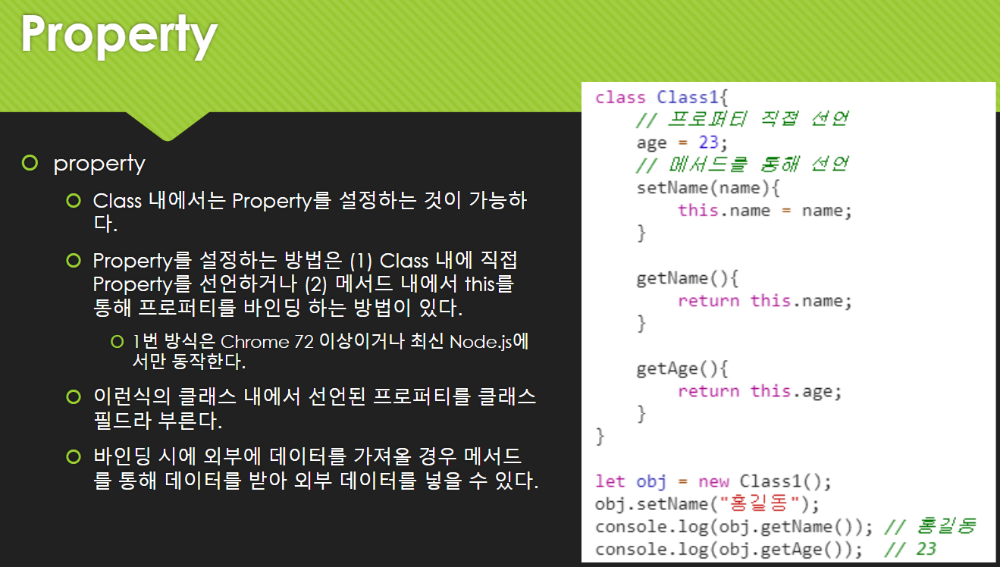 Property
property
Class 내에서는 Property를 설정하는 것이 가능하
다.
Property를 설정하는 방법은 (1) Class 내에 직접
Property를 선언하거나 (2) 메서드 내에서 this를
통해 프로퍼티를 바인딩 하는 방법이 있다.
1번 방식은 Chrome 72 이상이거나 최신 Node.js에
서만 동작한다.
이런식의 클래스 내에서 선언된 프로퍼티를 클래스
필드라 부른다.
바인딩 시에 외부에 데이터를 가져올 경우 메서드
를 통해 데이터를 받아 외부 데이터를 넣을 수 있다.
class Class1{
    // 프로퍼티 직접 선언
    age = 23;
    // 메서드를 통해 선언
    setName(name){
        this.name = name;
    }
    getName(){
        return this.name;
    }
    getAge(){
        return this.age;
    }
}
let obj = new Class1();
obj.setName("홍길동");
console.log(obj.getName()); // 홍길동
console.log(obj.getAge());  // 23